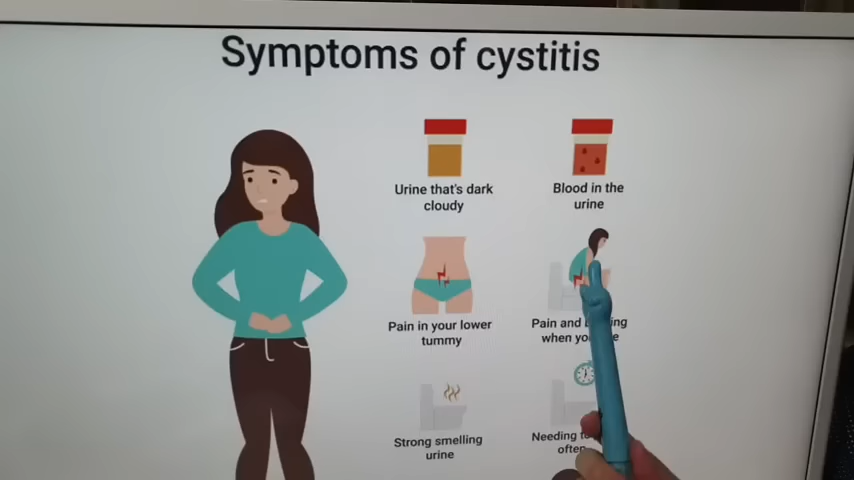 Symptoms of cystitis
Urine that's dark
cloudy
Blood in the
urine
Pain in your lower
tummy
Pain and
when
Strong smelling
urine
Needing
often